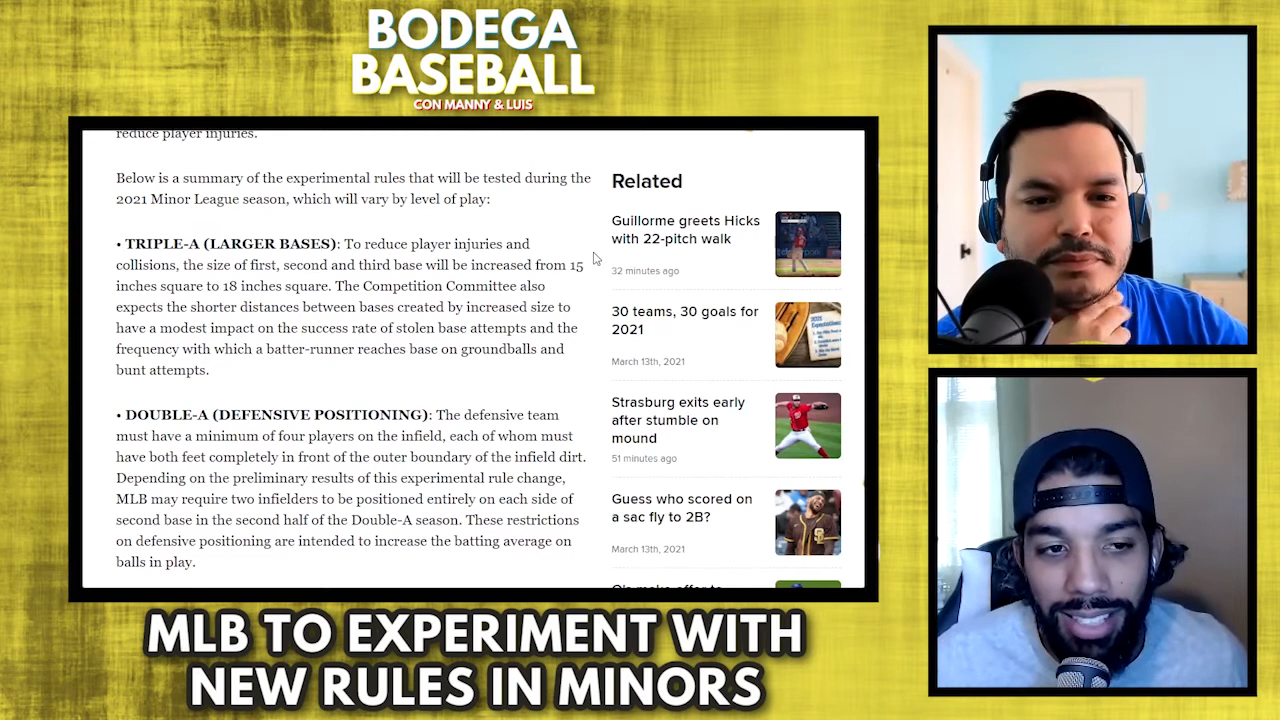 BODEGA
BASEBALL
CON MANNY & LUIS
reduce player injuries.
Below is a summary of the experimental rules that will be tested during the
2021 Minor League season, which will vary by level of play:
• TRIPLE-A (LARGER BASES): To reduce player injuries and
collisions, the size of first, second and third base will be increased from 15
inches square to 18 inches square. The Competition Committee also
expects the shorter distances between bases created by increased size to
have a modest impact on the success rate of stolen base attempts and the
frequency with which a batter-runner reaches base on groundballs and
bunt attempts.
• DOUBLE-A (DEFENSIVE POSITIONING): The defensive team
must have a minimum of four players on the infield, each of whom must
have both feet completely in front of the outer boundary of the infield dirt.
Depending on the preliminary results of this experimental rule change,
MLB may require two infielders to be positioned entirely on each side of
second base in the second half of the Double-A season. These restrictions
on defensive positioning are intended to increase the batting average on
balls in play.
Related
Guillorme greets Hicks
with 22-pitch walk
32 minutes ago
30 teams, 30 goals for
2021
March 13th, 2021
Strasburg exits early
after stumble on
mound
51 minutes ago
Guess who scored on
a sac fly to 2B?
March 13th, 2021
MLB TO EXPERIMENT WITH
NEW RULES IN MINORS